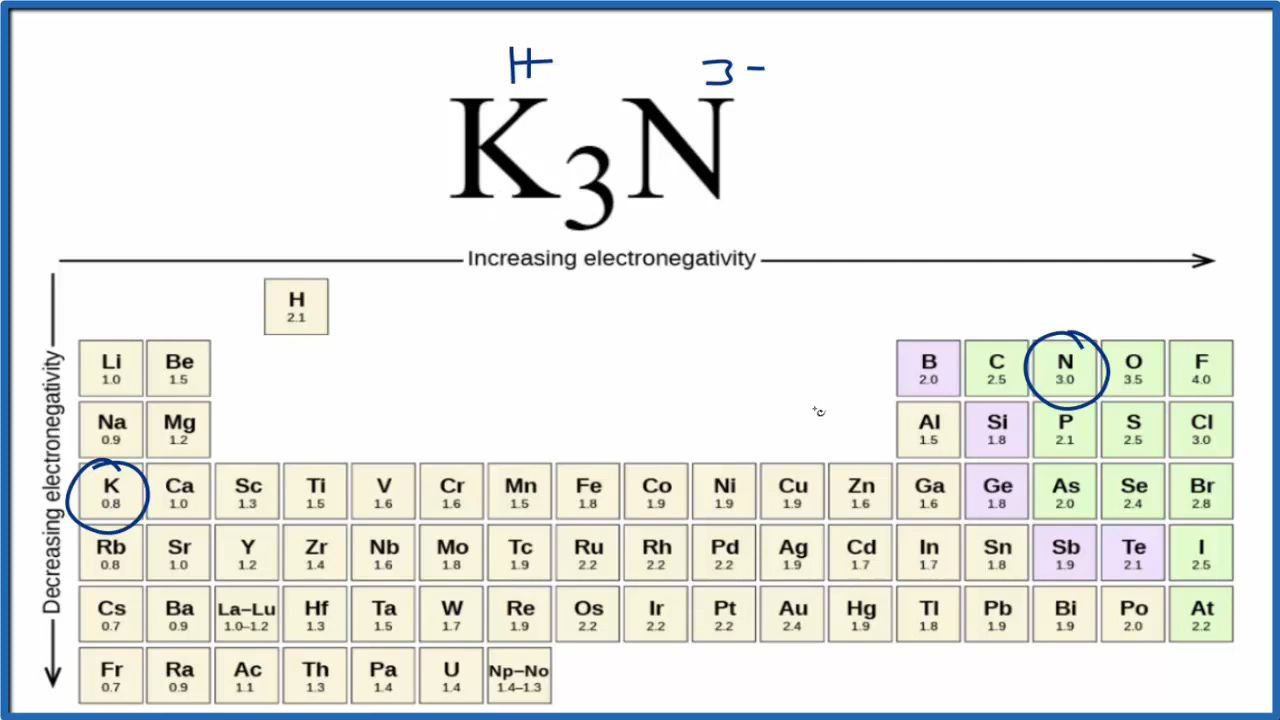 1+ 3-
K3N
Increasing electronegativity
Decreasing electronegativity
H
2.1
Li Be B C N O F
1.0 1.5 2.0 2.5 3.0 3.5 4.0
Na Mg Al Si P S Cl
0.9 1.2 1.5 1.8 2.1 2.5 3.0
K Ca Sc Ti V Cr Mn Fe Co Ni Cu Zn Ga Ge As Se Br
0.8 1.0 1.3 1.5 1.6 1.6 1.5 1.8 1.9 1.9 1.9 1.6 1.6 1.8 2.0 2.4 2.8
Rb Sr Y Zr Nb Mo Tc Ru Rh Pd Ag Cd In Sn Sb Te I
0.8 1.0 1.2 1.4 1.6 1.8 1.9 2.2 2.2 2.2 1.9 1.7 1.7 1.8 1.9 2.1 2.5
Cs Ba La–Lu Hf Ta W Re Os Ir Pt Au Hg Tl Pb Bi Po At
0.7 0.9 1.0–1.2 1.3 1.5 1.7 1.9 2.2 2.2 2.2 2.4 1.9 1.8 1.9 1.9 2.0 2.2
Fr Ra Ac Th Pa U Np–No
0.7 0.9 1.1 1.3 1.4 1.4 1.4–1.3